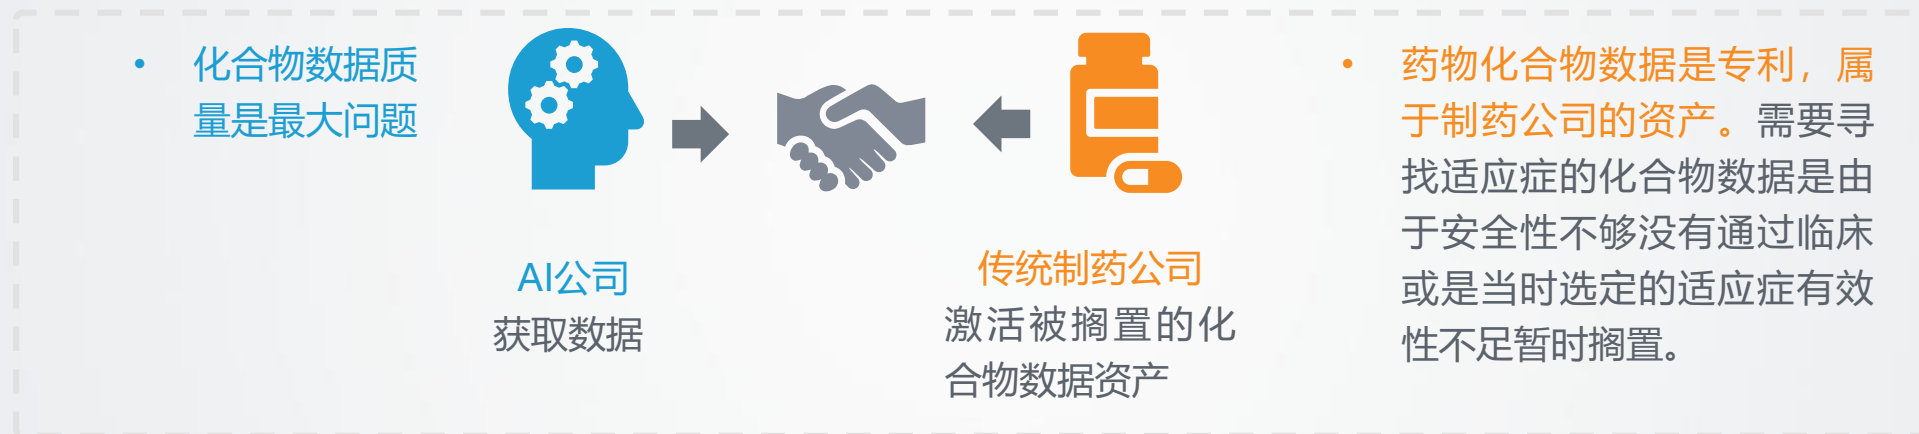 • 化合物数据质
量是最大问题
AI公司
获取数据
传统制药公司
激活被搁置的化
合物数据资产
• 药物化合物数据是专利，属
于制药公司的资产。需要寻
找适应症的化合物数据是由
于安全性不够没有通过临床
或是当时选定的适应症有效
性不足暂时搁置。